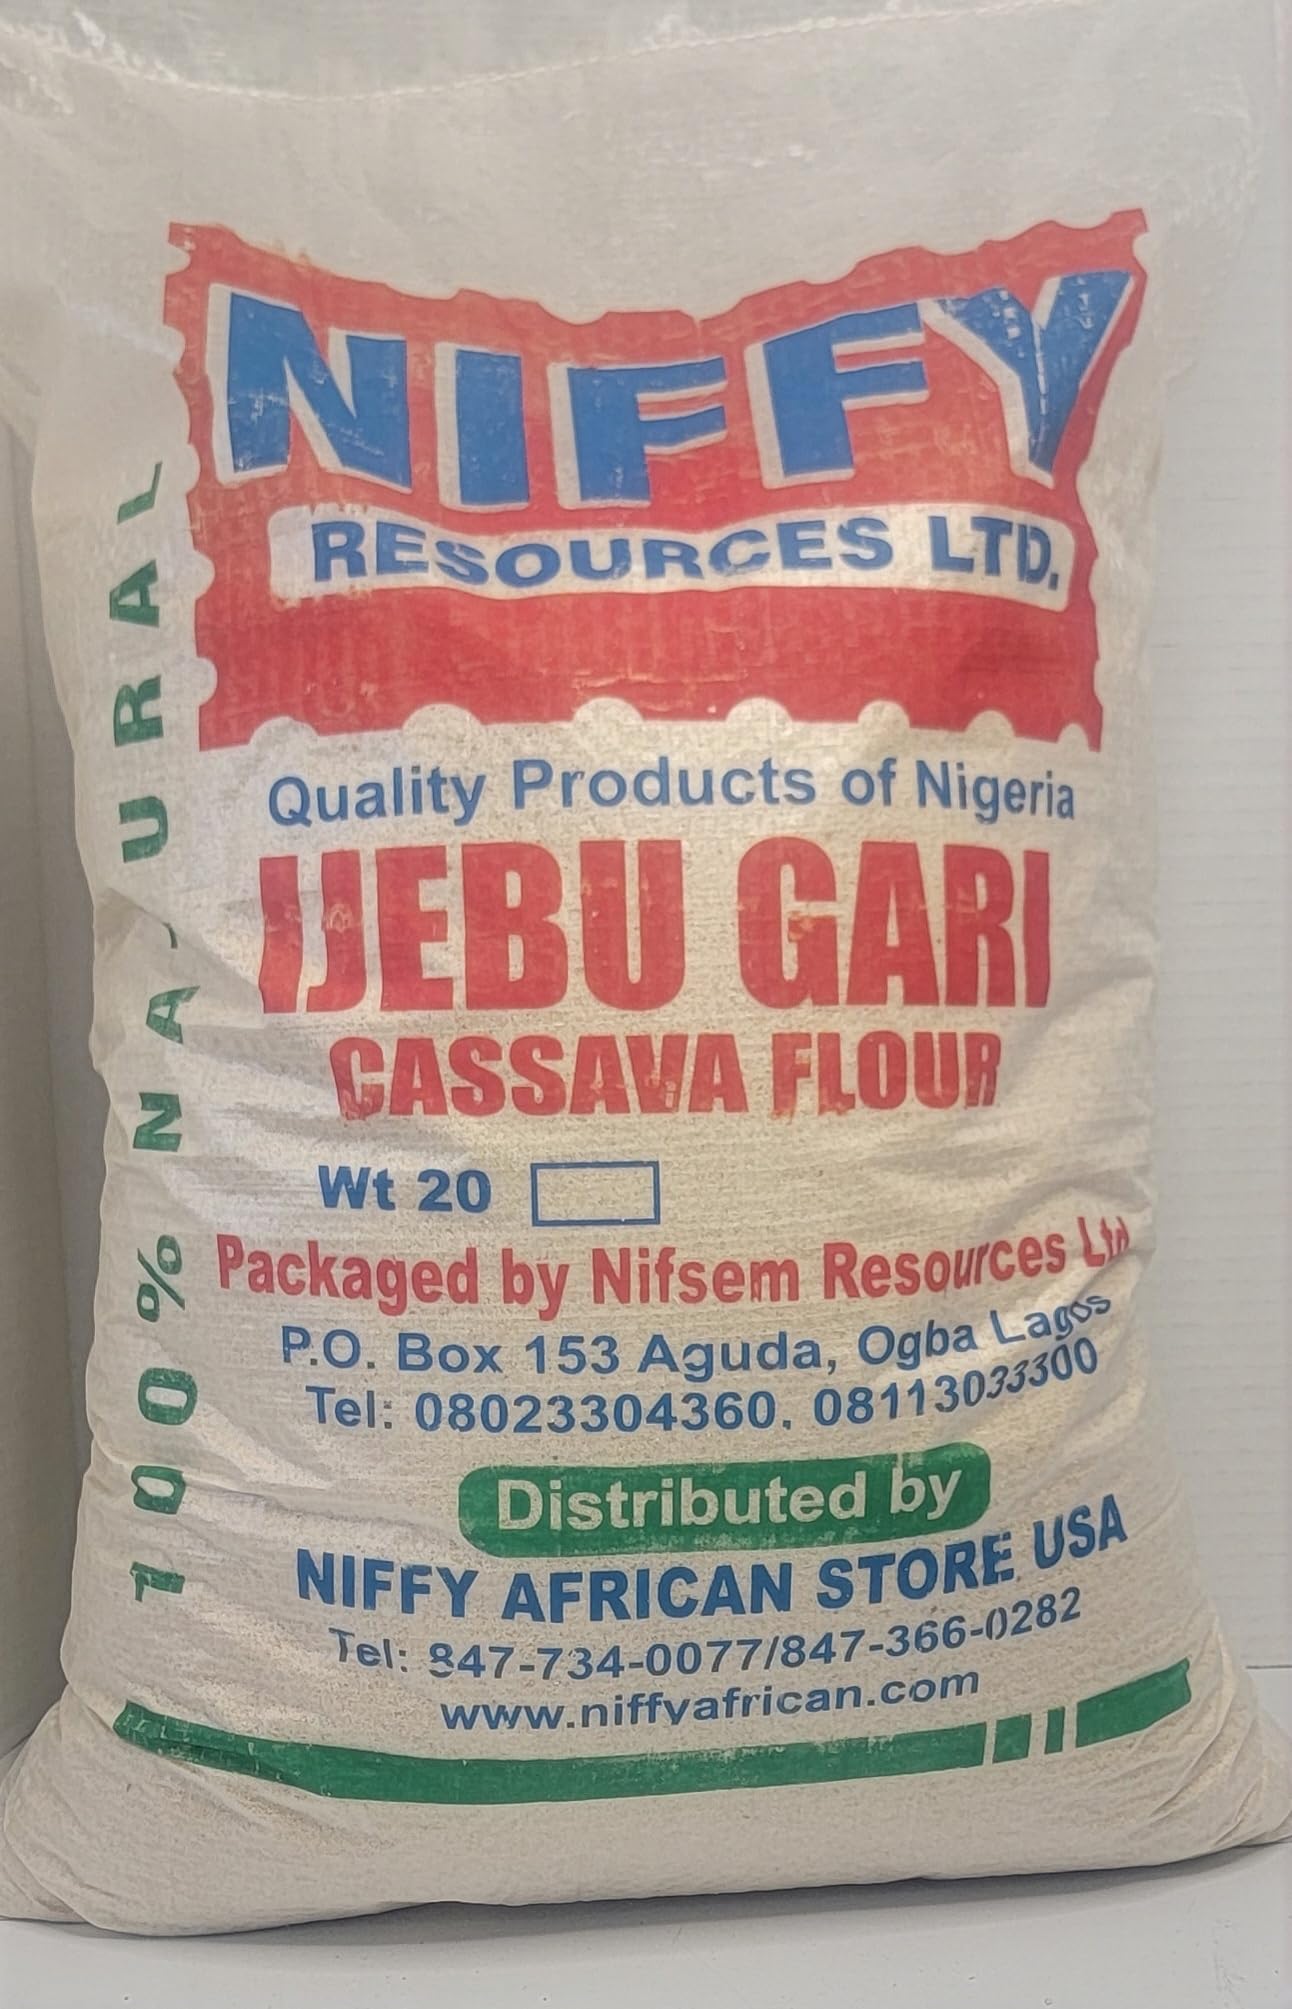 NIFFY
RESOURCES LTD.
Quality Products of Nigeria
IJEBU GARI
CASSAVA FLOUR
Wt 20
Packaged by Nifsem Resources Ltd
P.O. Box 153 Aguda, Ogba Lagos
Tel: 08023304360, 08113033300
Distributed by
NIFFY AFRICAN STORE USA
Tel: 847-734-0077/847-366-0282
www.niffyafrican.com
100% NATURAL